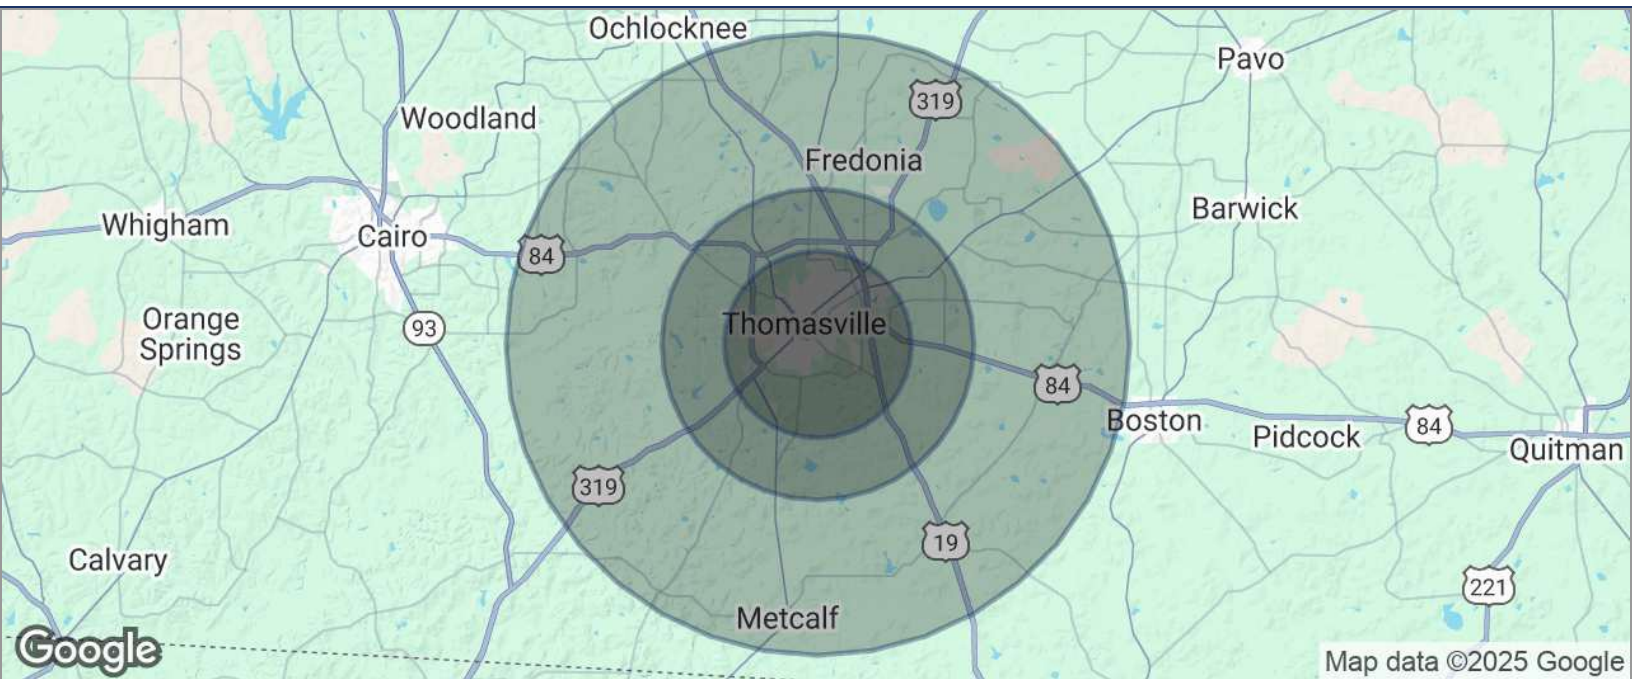 Ochlocknee
Pavo
319
Woodland
Fredonia
Whigham
Cairo
Barwick
84
Orange
Springs
93
Thomasville
84
Boston
Pidcock
84
Quitman
319
19
Calvary
221
Metcalf
Google
Map data ©2025 Google